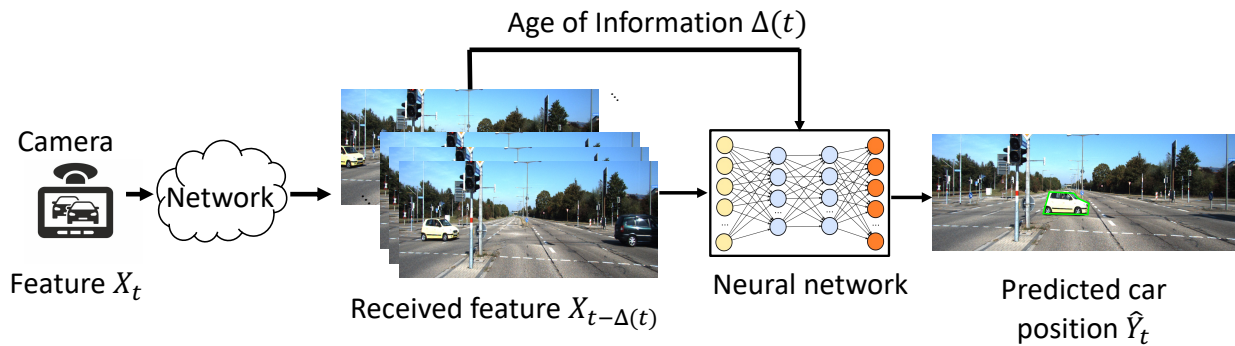 Age of Information Δ(t)
Camera
Network
Feature X_t
Received feature X_{t−Δ(t)}
Neural network
Predicted car
position Ŷ_t